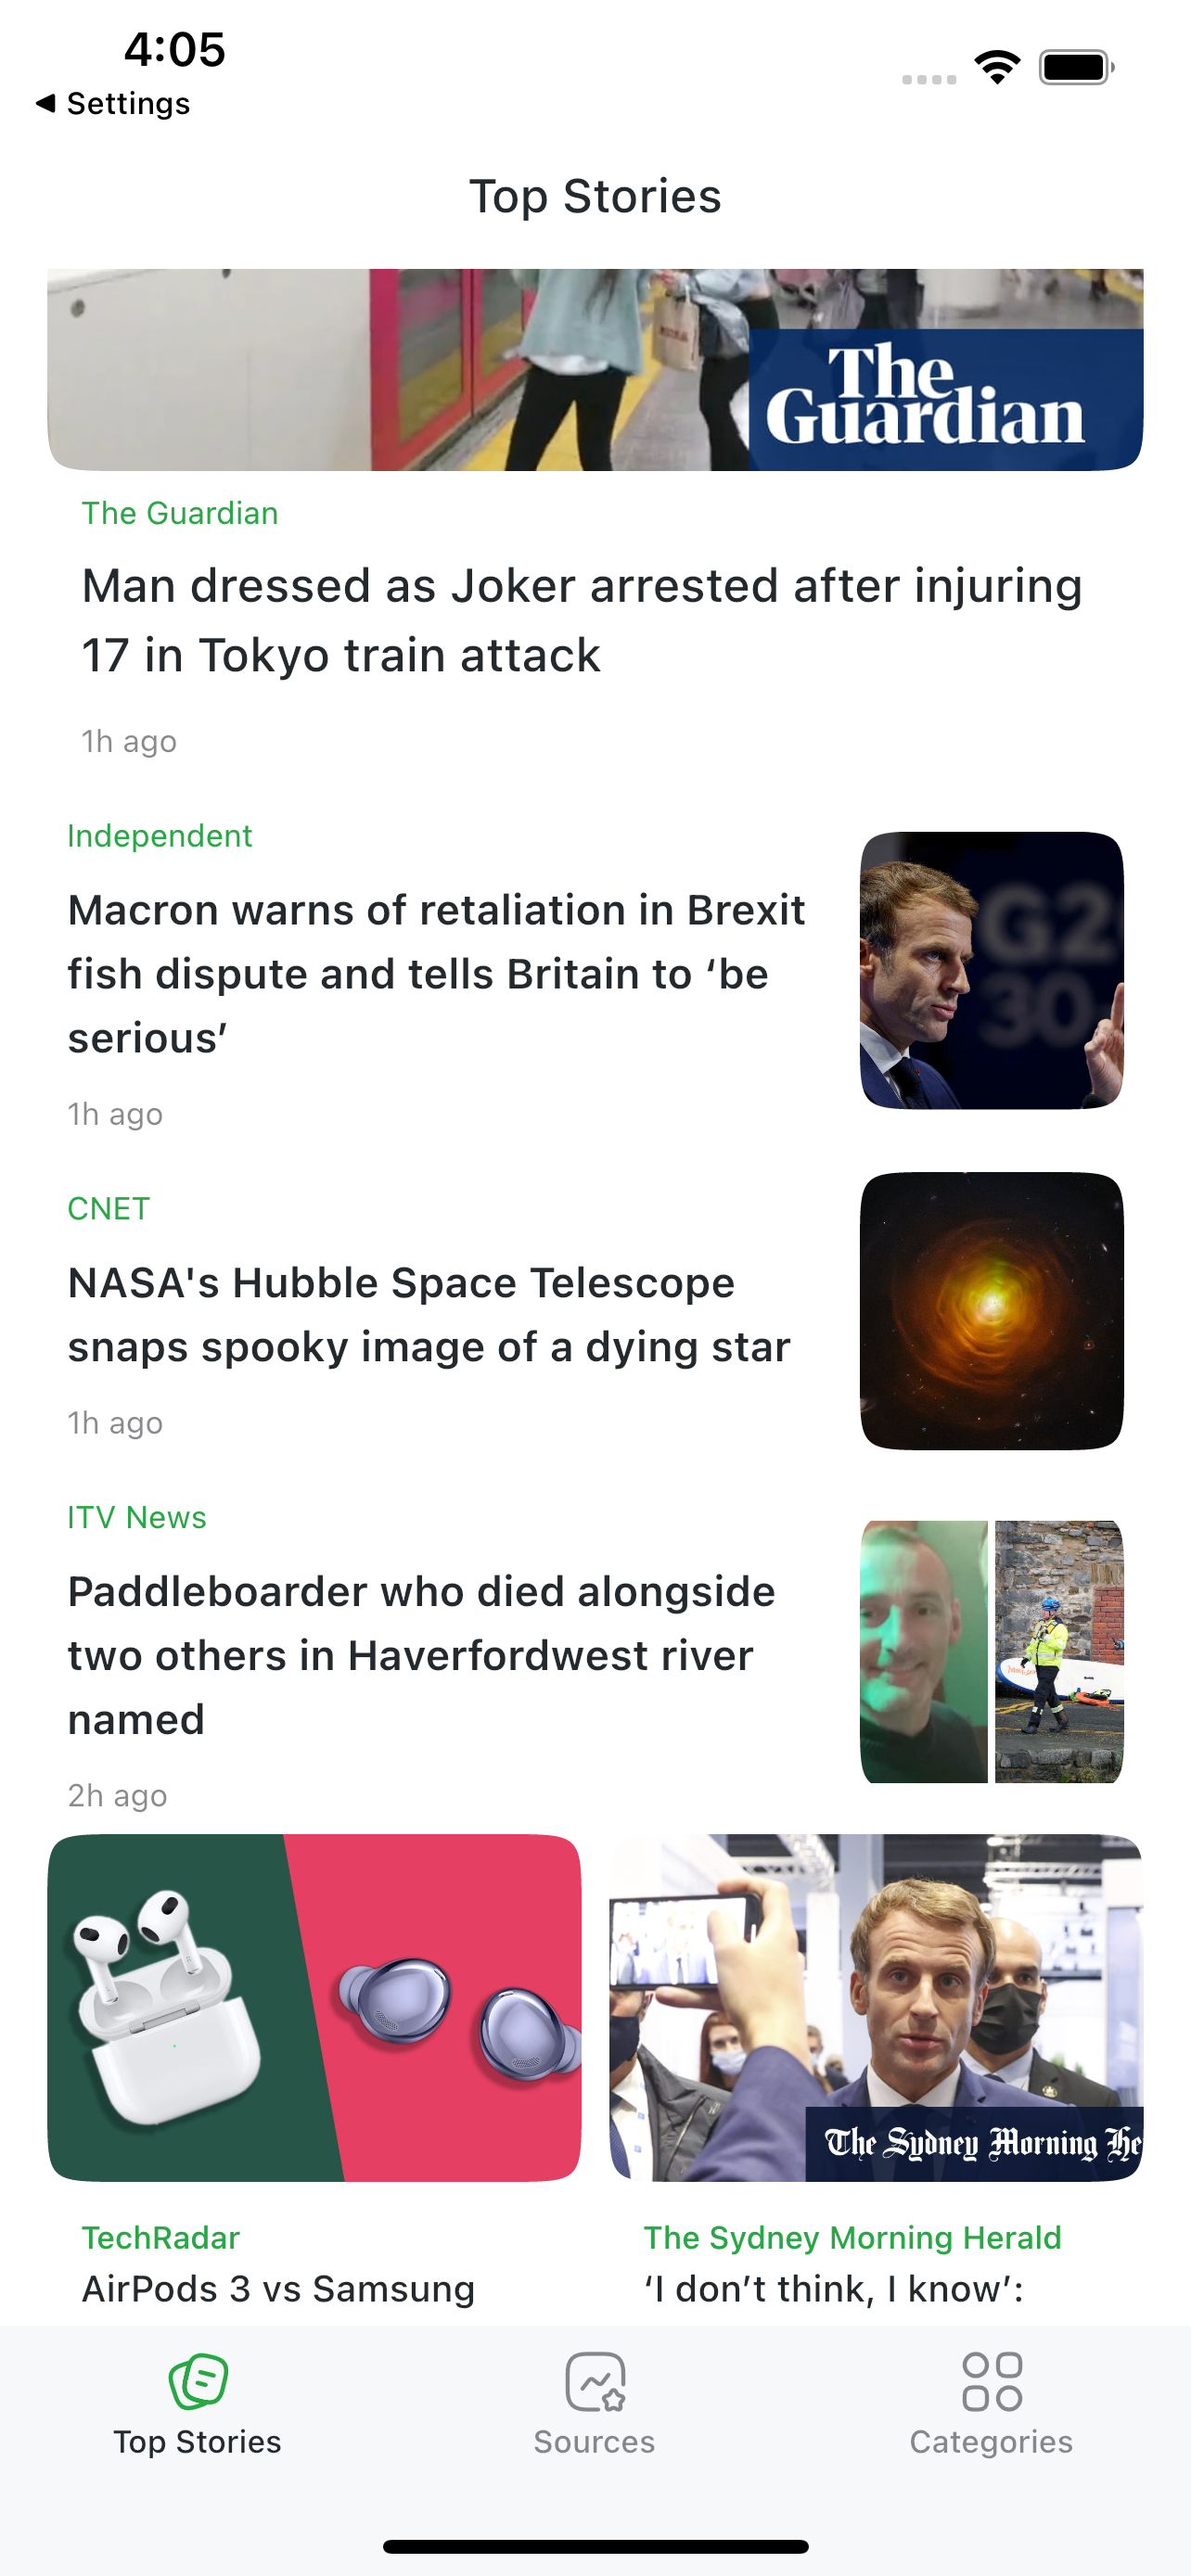 4:05
Settings
Top Stories
The
Guardian
The Guardian
Man dressed as Joker arrested after injuring
17 in Tokyo train attack
1h ago
Independent
Macron warns of retaliation in Brexit
fish dispute and tells Britain to ‘be
serious’
1h ago
G2
30
CNET
NASA's Hubble Space Telescope
snaps spooky image of a dying star
1h ago
ITV News
Paddleboarder who died alongside
two others in Haverfordwest river
named
2h ago
The Sydney Morning He
TechRadar
AirPods 3 vs Samsung
The Sydney Morning Herald
‘I don’t think, I know’:
Top Stories
Sources
Categories